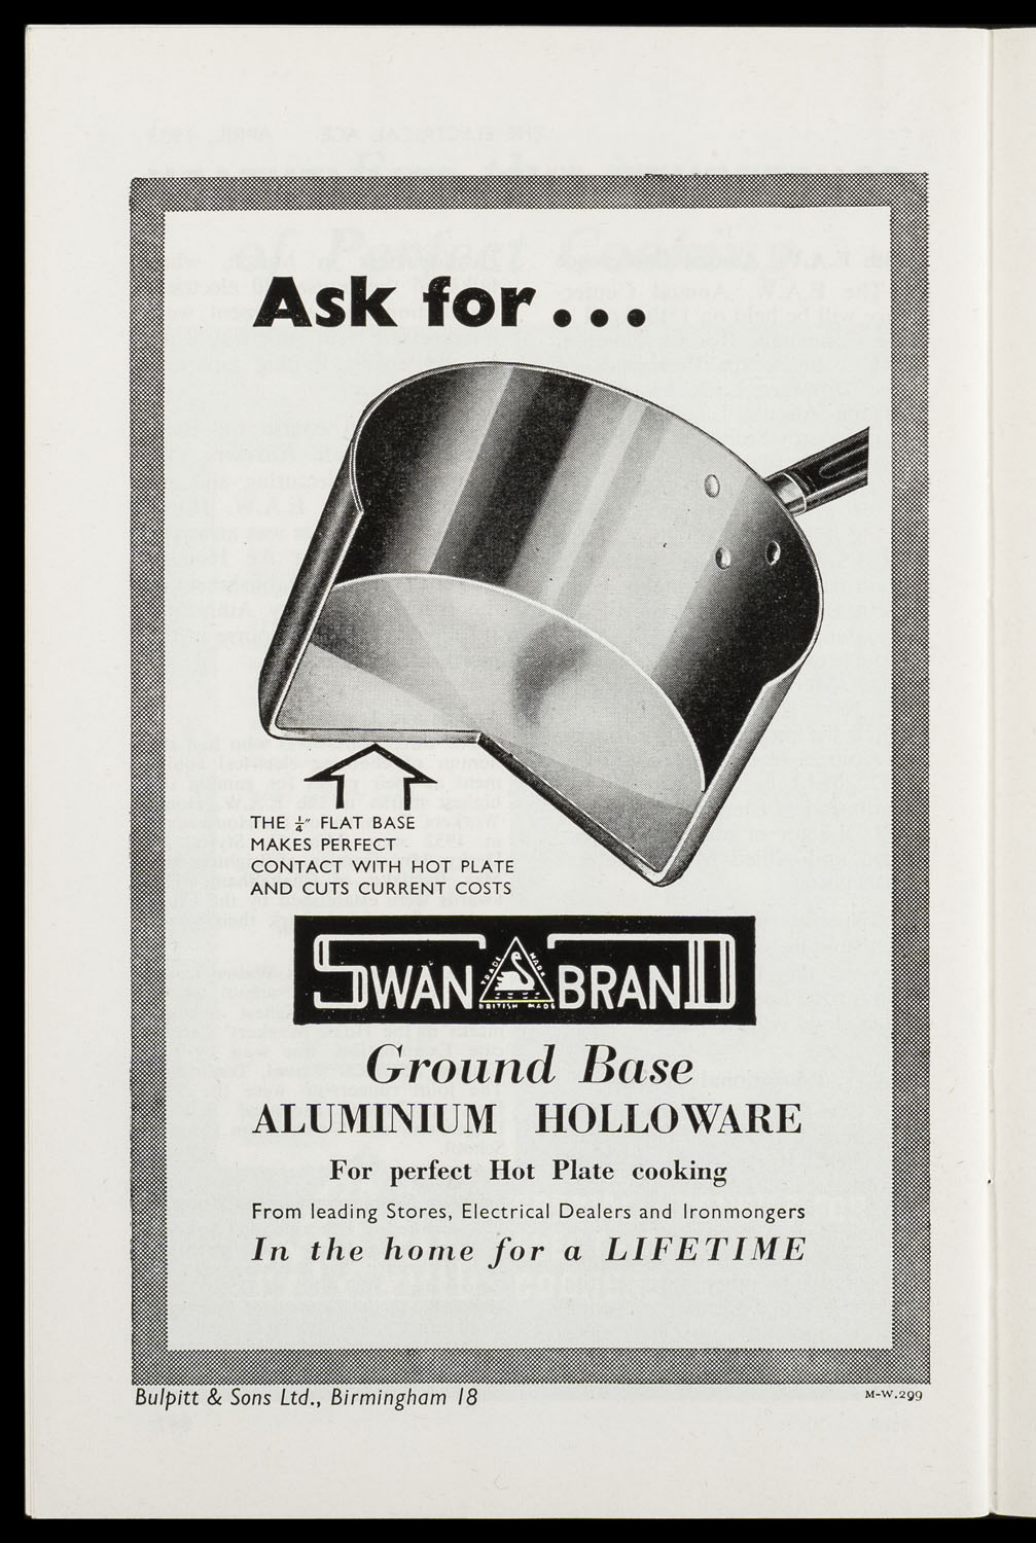 Ask for ...
THE ¼" FLAT BASE
MAKES PERFECT
CONTACT WITH HOT PLATE
AND CUTS CURRENT COSTS
SWAN BRAND
TRADE MARK
BRITISH MADE
Ground Base
ALUMINIUM HOLLOWARE
For perfect Hot Plate cooking
From leading Stores, Electrical Dealers and Ironmongers
In the home for a LIFETIME
Bulpitt & Sons Ltd., Birmingham 18
M-W.299